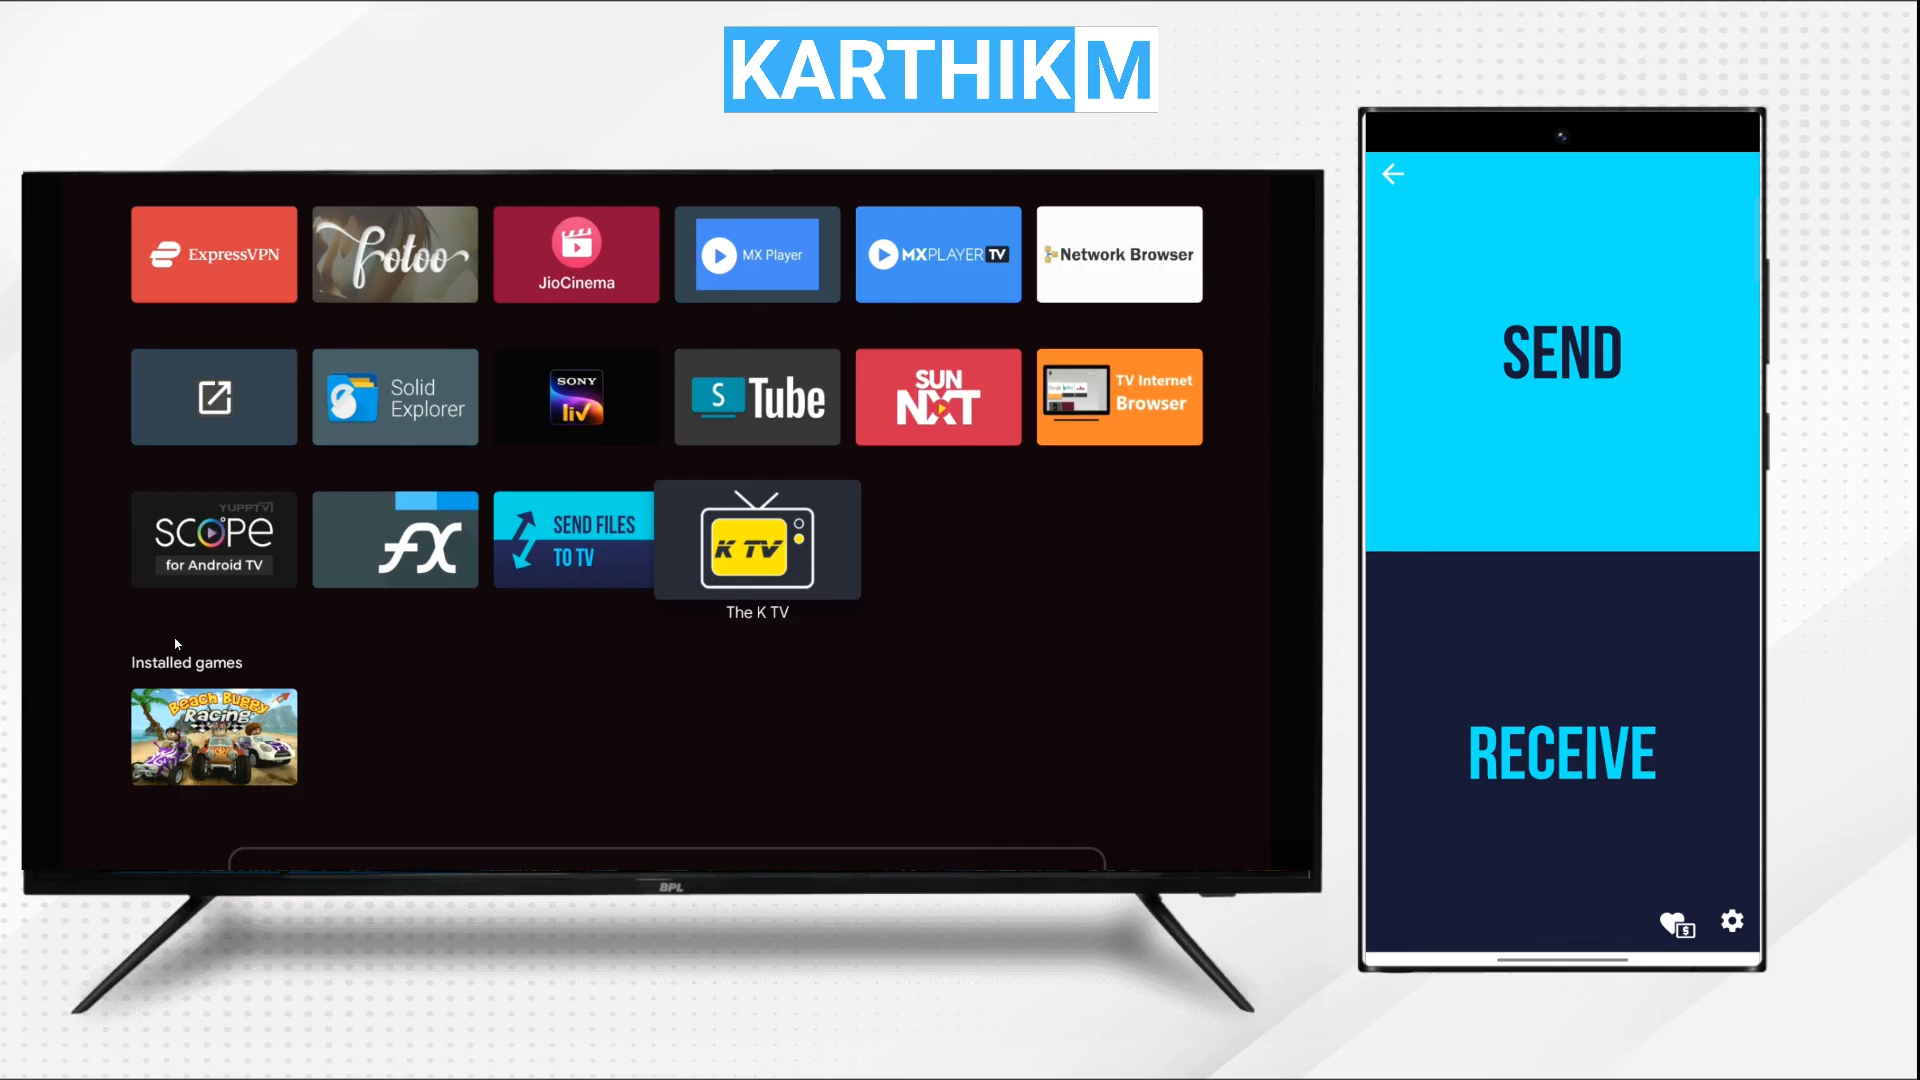 KARTHIKM
ExpressVPN
Fotoo
JioCinema
MX Player
MXPLAYER TV
Network Browser
Solid
Explorer
SONY
liv
S Tube
SUN
NXT
TV Internet
Browser
YUPPTV
SCOPE
for Android TV
FX
SEND FILES
TO TV
K TV
The K TV
Installed games
Beach Buggy
Racing
BPL
SEND
RECEIVE